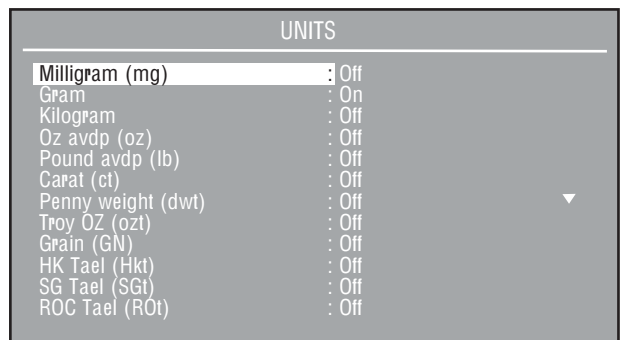 UNITS
Milligram (mg) : Off
Gram : On
Kilogram : Off
Oz avdp (oz) : Off
Pound avdp (lb) : Off
Carat (ct) : Off
Penny weight (dwt) : Off
Troy OZ (ozt) : Off
Grain (GN) : Off
HK Tael (Hkt) : Off
SG Tael (SGt) : Off
ROC Tael (ROt) : Off